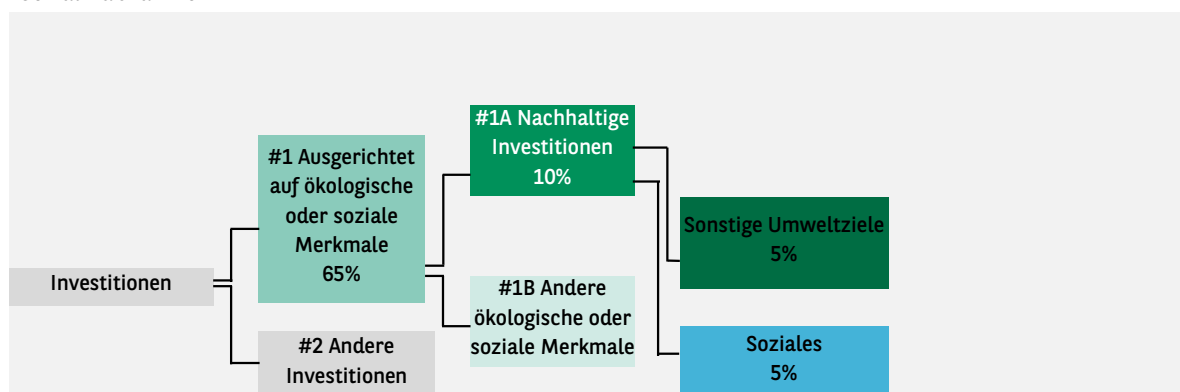 Investitionen
#1 Ausgerichtet
auf ökologische
oder soziale
Merkmale
65%
#2 Andere
Investitionen
#1A Nachhaltige
Investitionen
10%
#1B Andere
ökologische oder
soziale Merkmale
Sonstige Umweltziele
5%
Soziales
5%